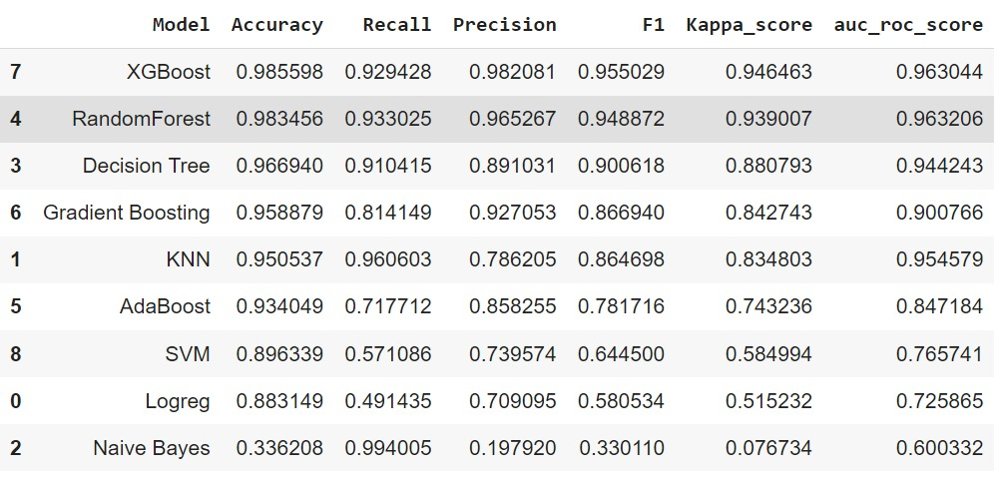 Model Accuracy Recall Precision F1 Kappa_score auc_roc_score
7 XGBoost 0.985598 0.929428 0.982081 0.955029 0.946463 0.963044
4 RandomForest 0.983456 0.933025 0.965267 0.948872 0.939007 0.963206
3 Decision Tree 0.966940 0.910415 0.891031 0.900618 0.880793 0.944243
6 Gradient Boosting 0.958879 0.814149 0.927053 0.866940 0.842743 0.900766
1 KNN 0.950537 0.960603 0.786205 0.864698 0.834803 0.954579
5 AdaBoost 0.934049 0.717712 0.858255 0.781716 0.743236 0.847184
8 SVM 0.896339 0.571086 0.739574 0.644500 0.584994 0.765741
0 Logreg 0.883149 0.491435 0.709095 0.580534 0.515232 0.725865
2 Naive Bayes 0.336208 0.994005 0.197920 0.330110 0.076734 0.600332